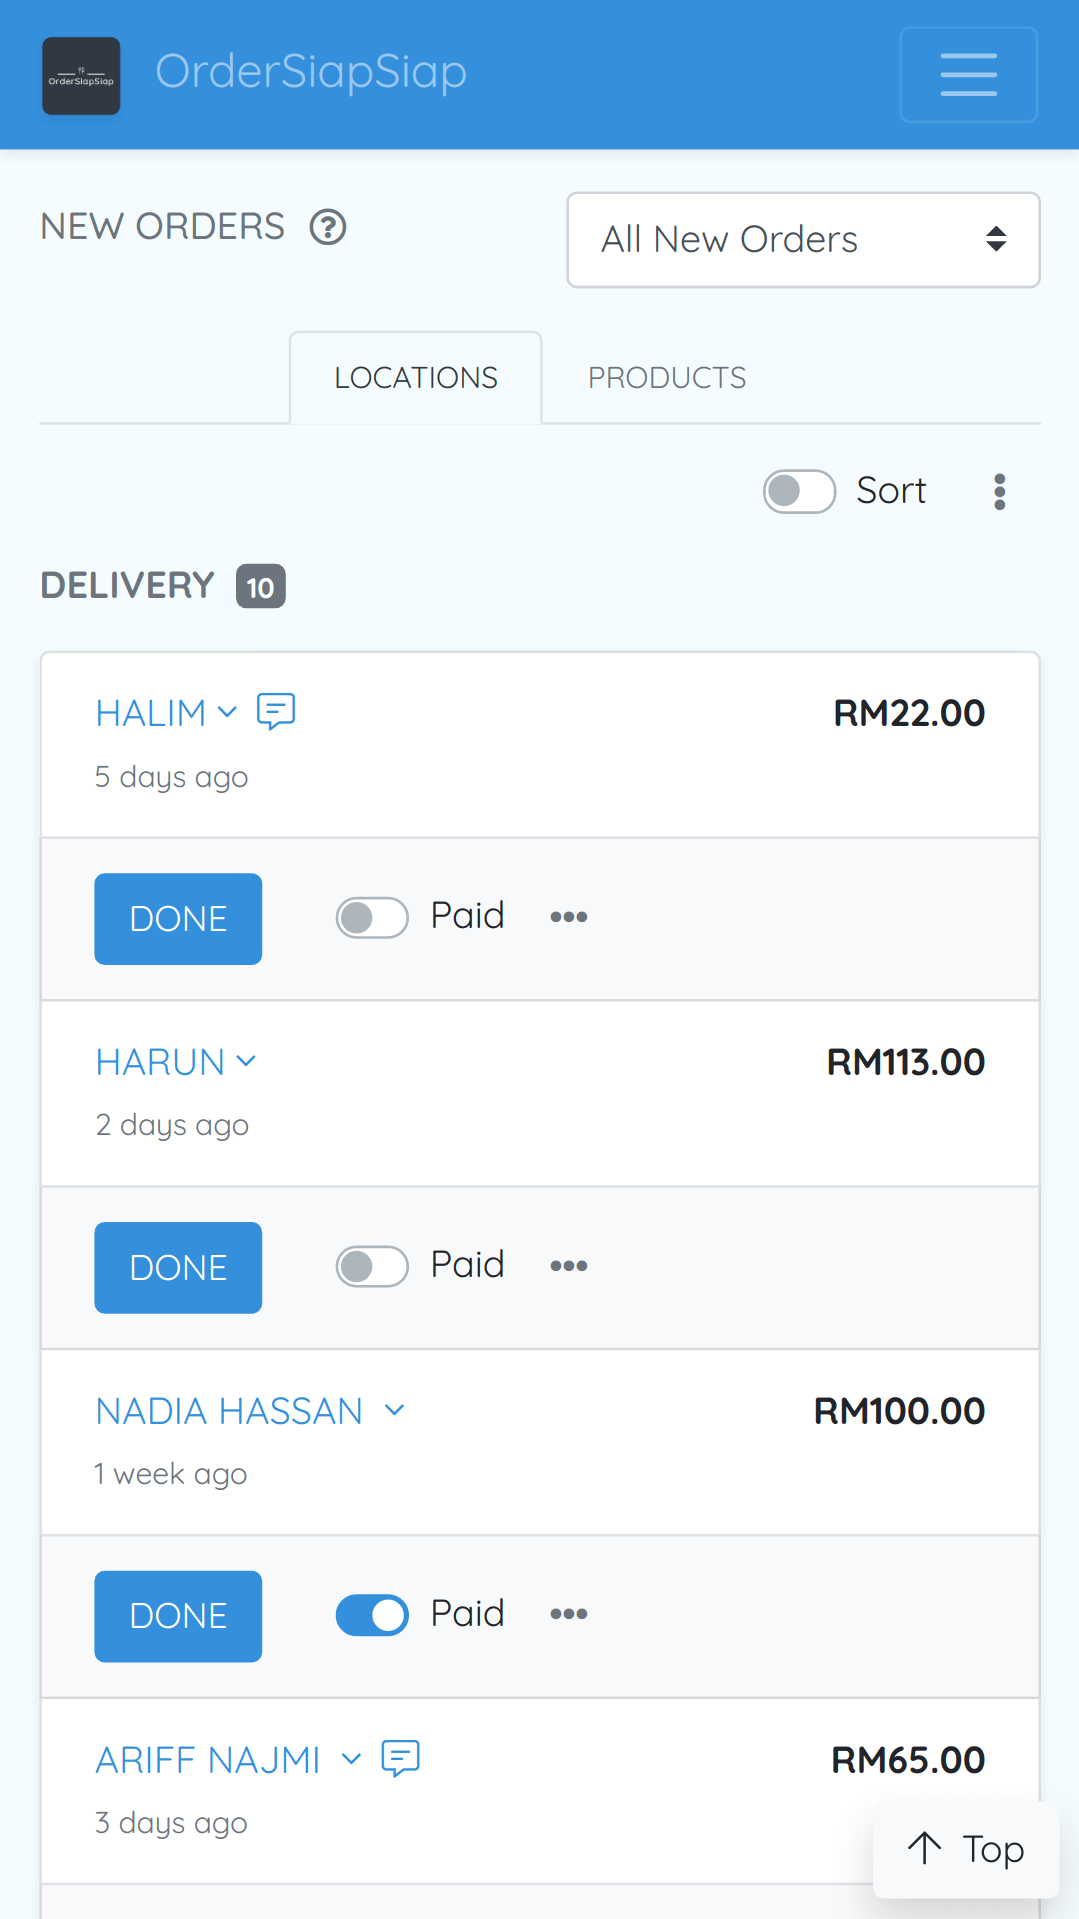 OrderSiapSiap
OrderSiapSiap
NEW ORDERS ?
All New Orders
LOCATIONS
PRODUCTS
Sort
DELIVERY 10
HALIM
RM22.00
5 days ago
DONE
Paid
HARUN
RM113.00
2 days ago
DONE
Paid
NADIA HASSAN
RM100.00
1 week ago
DONE
Paid
ARIFF NAJMI
RM65.00
3 days ago
Top